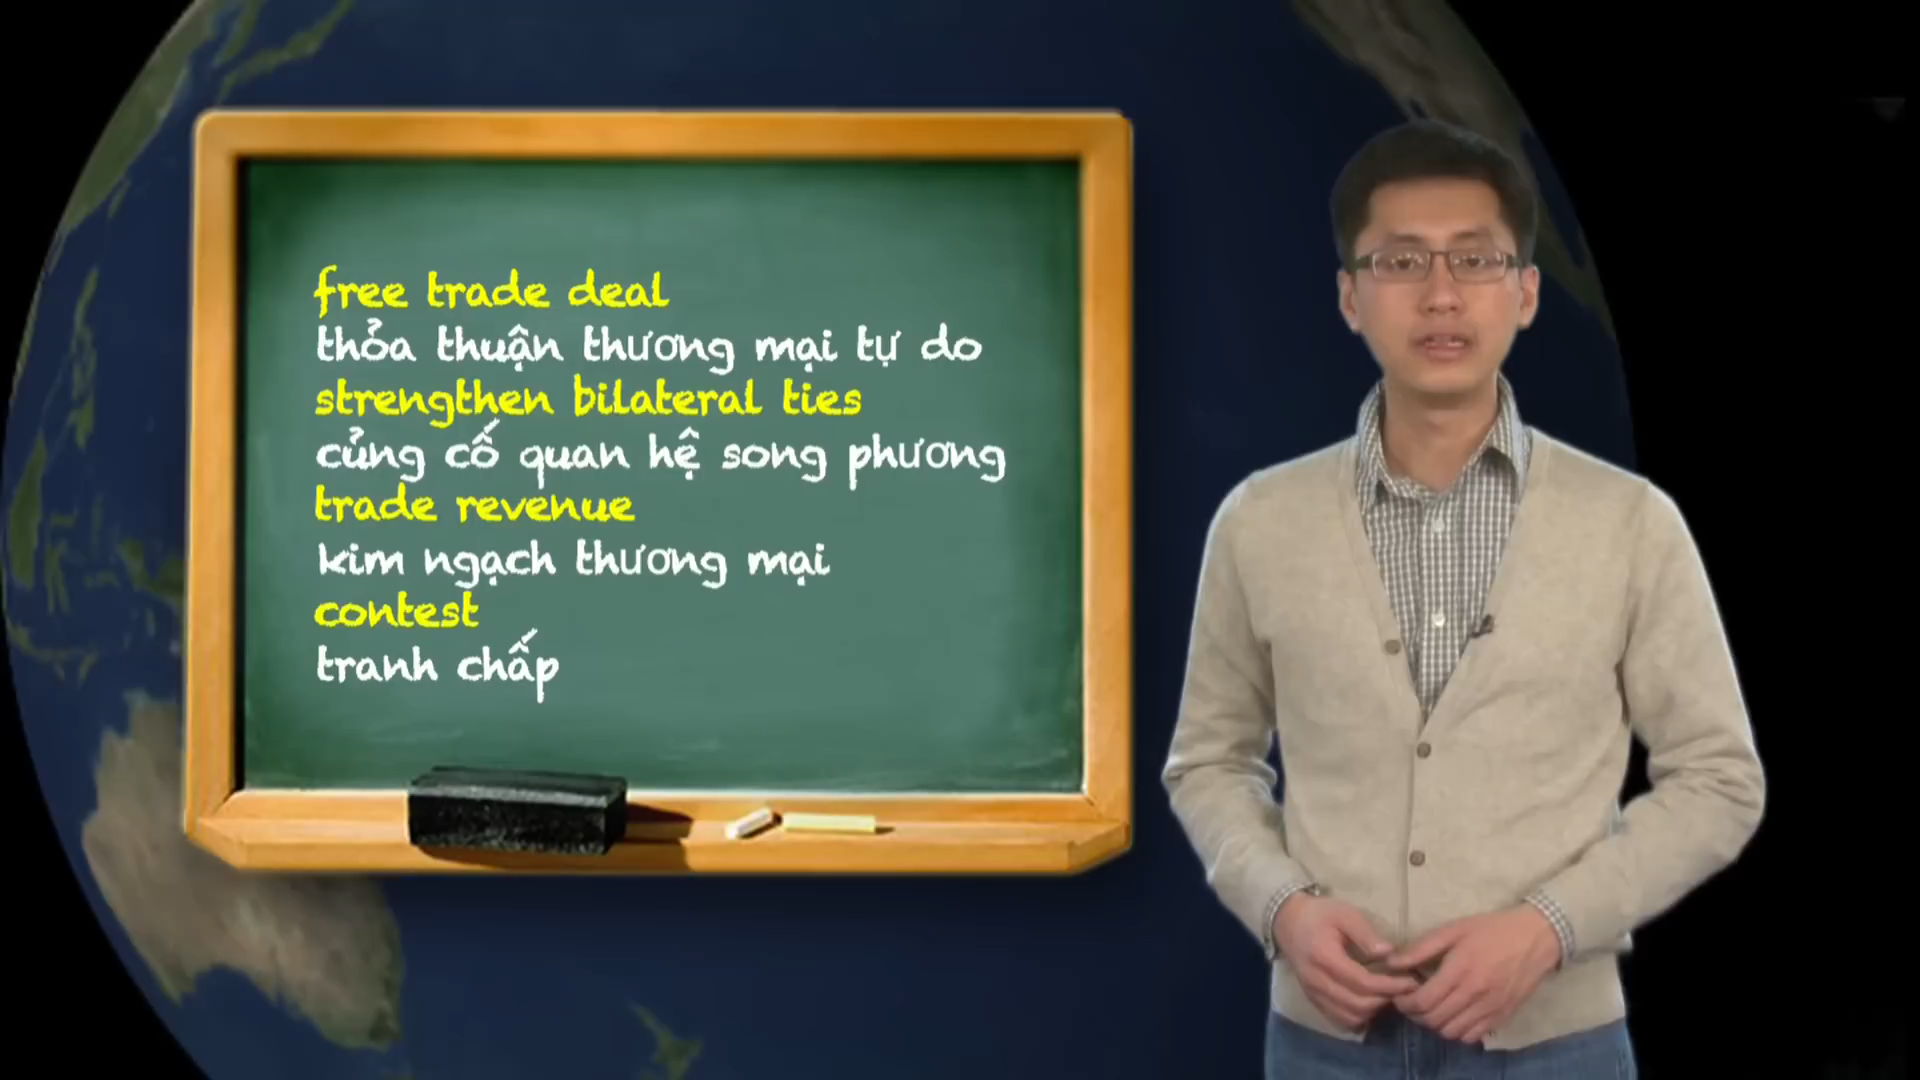 free trade deal
thỏa thuận thương mại tự do
strengthen bilateral ties
củng cố quan hệ song phương
trade revenue
kim ngạch thương mại
contest
tranh chấp